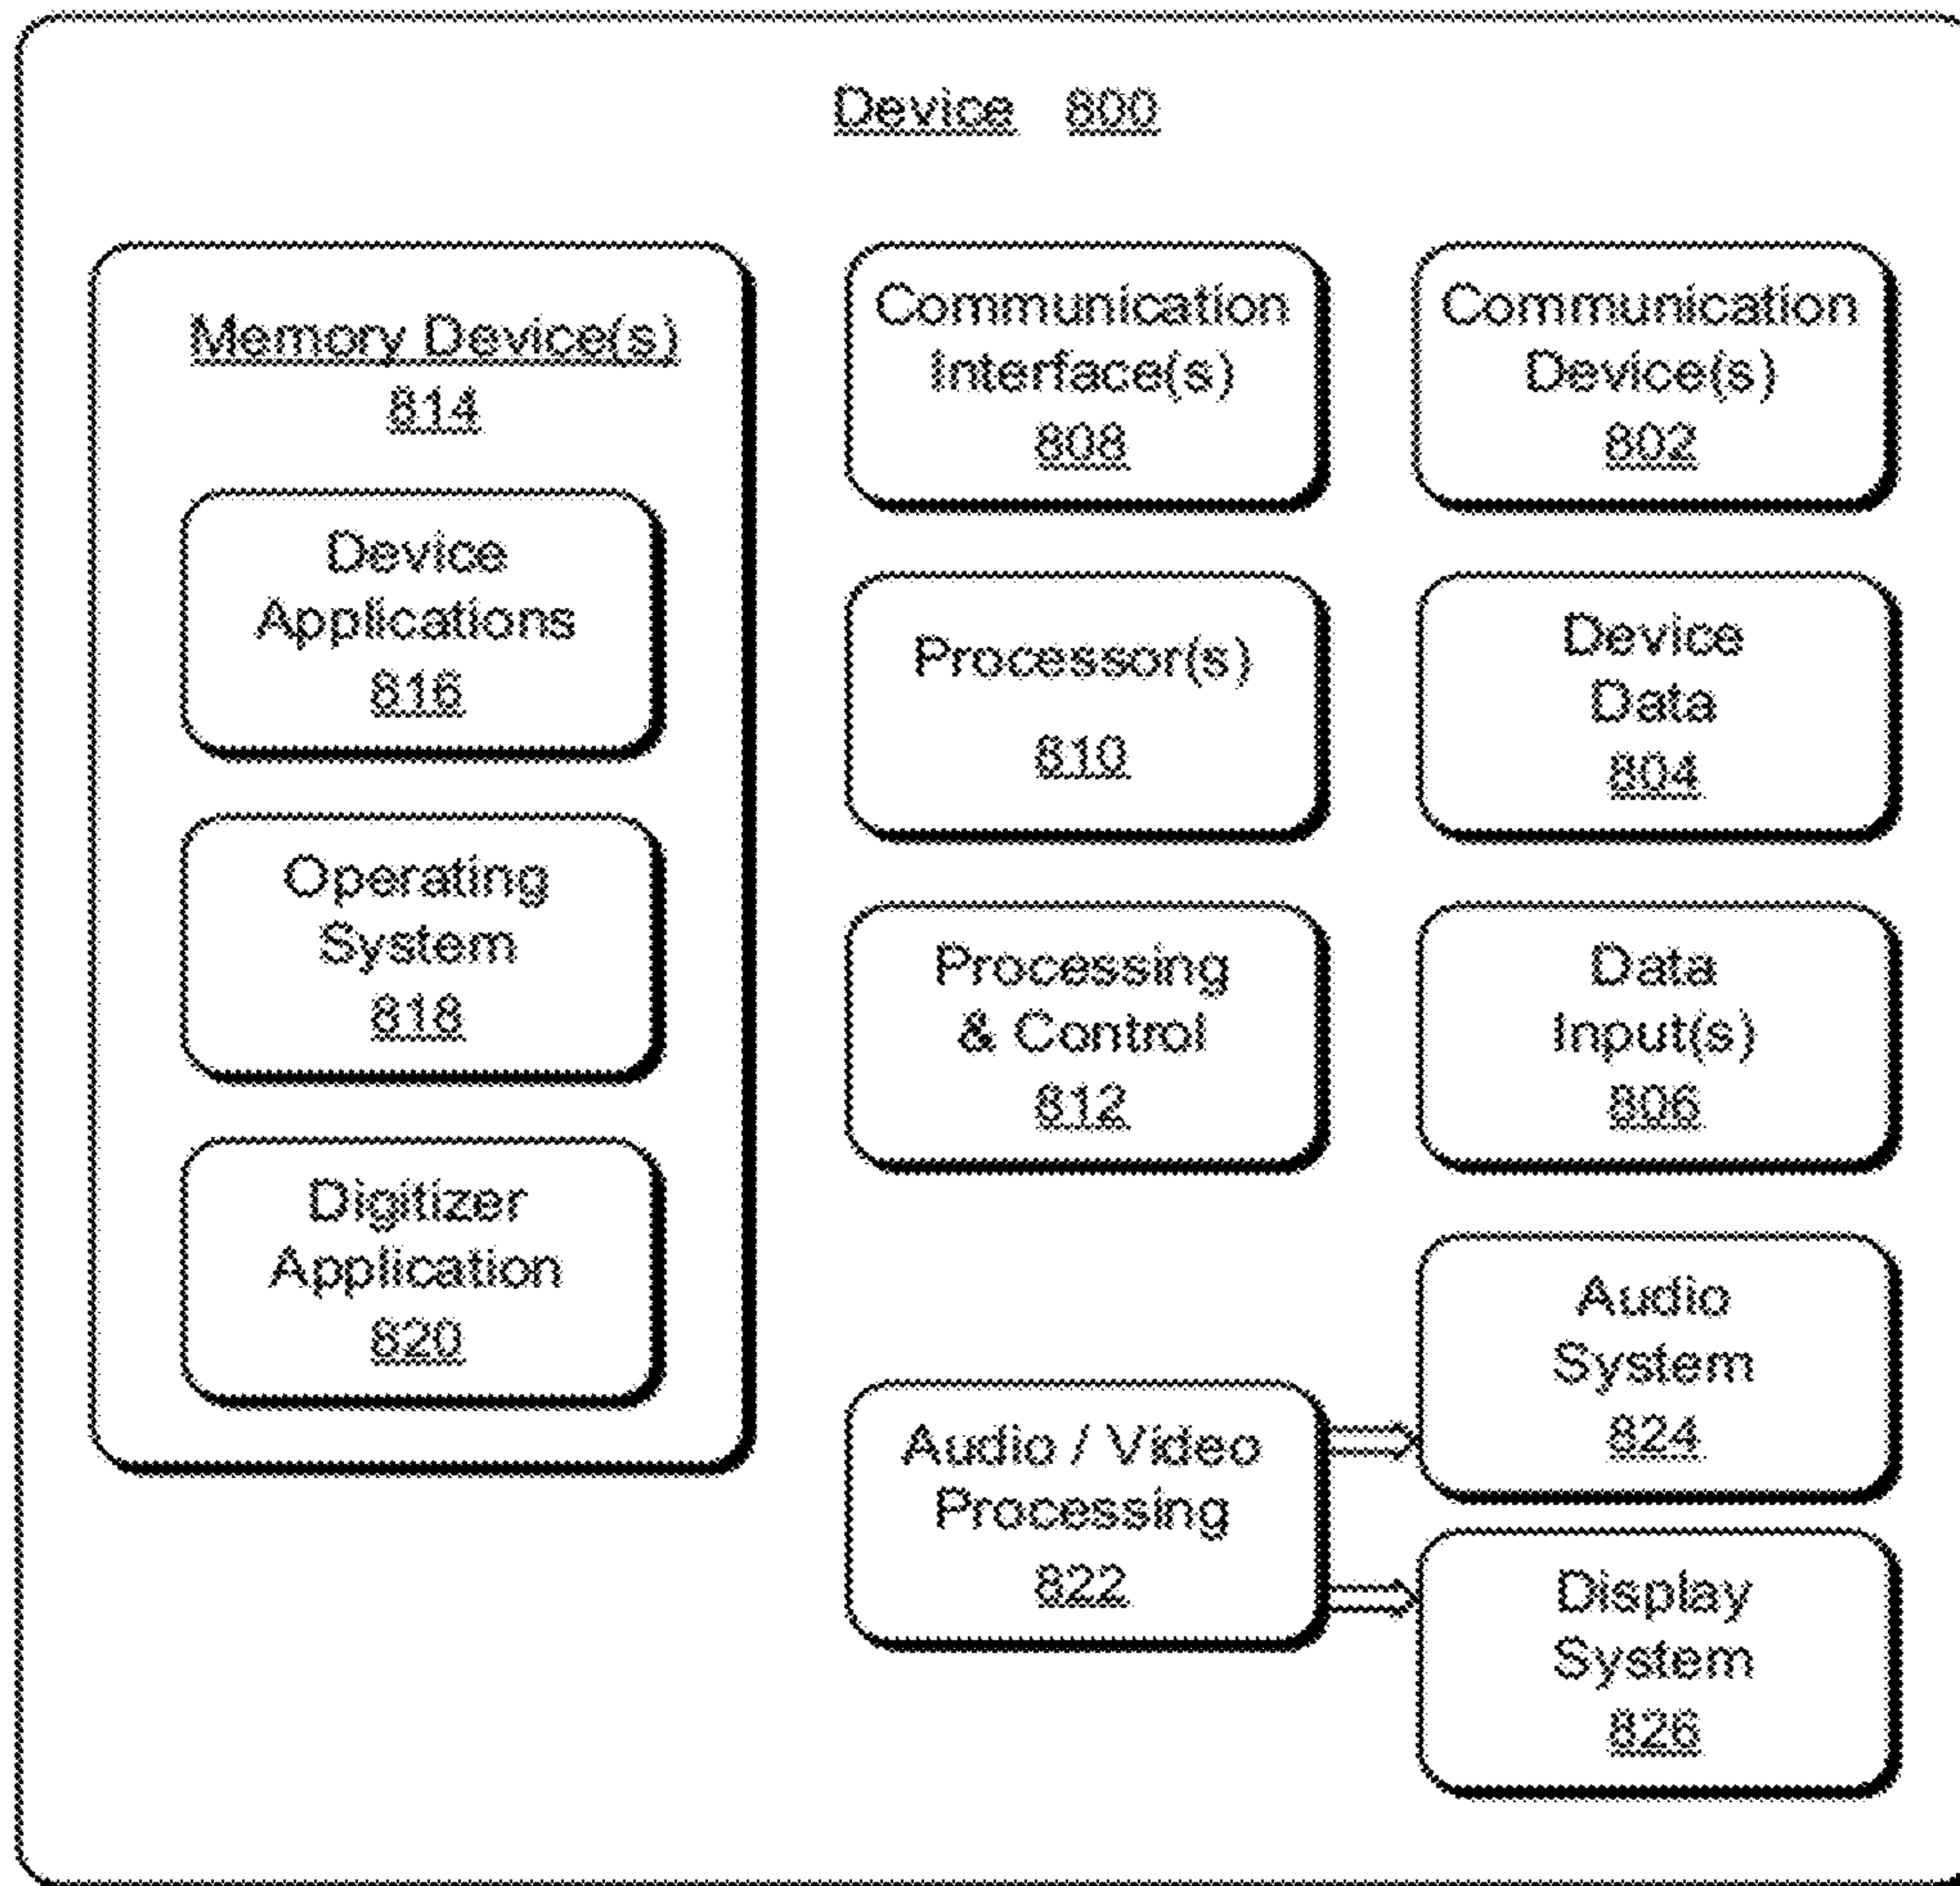 Device 800
Memory Device(s)
814
Device
Applications
816
Operating
System
818
Digitizer
Application
820
Communication
Interface(s)
808
Processor(s)
810
Processing
& Control
812
Audio / Video
Processing
822
Communication
Device(s)
802
Device
Data
804
Data
Input(s)
806
Audio
System
824
Display
System
826